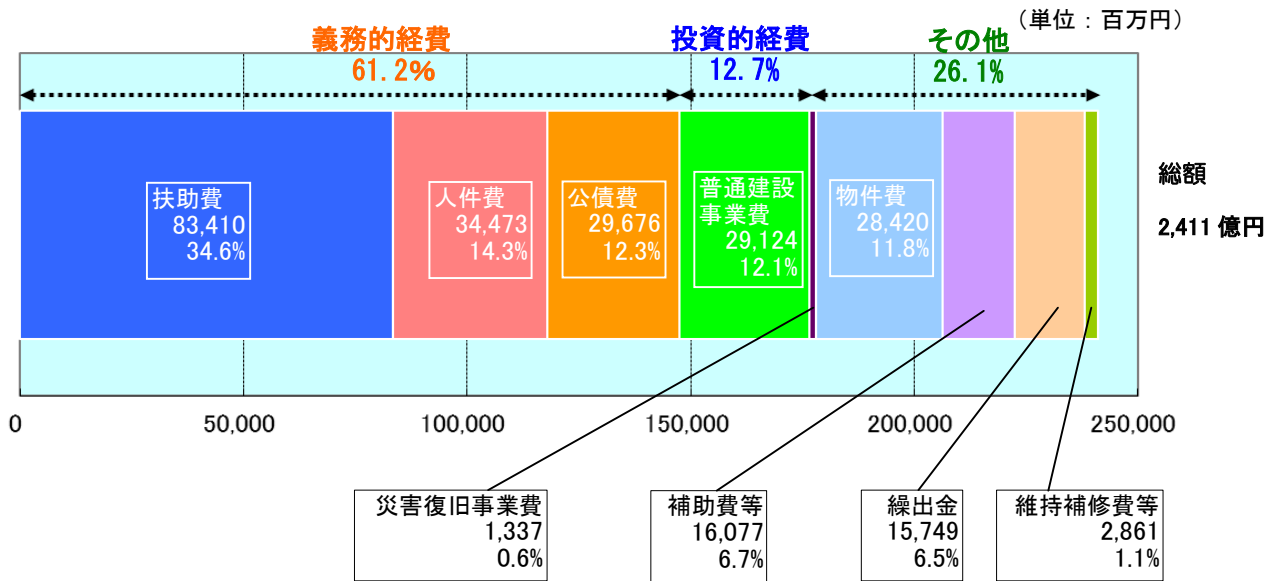 （単位：百万円）
義務的経費
61.2%
投資的経費
12.7%
その他
26.1%
扶助費
83,410
34.6%
人件費
34,473
14.3%
公債費
29,676
12.3%
普通建設
事業費
29,124
12.1%
物件費
28,420
11.8%
総額
2,411 億円
0
50,000
100,000
150,000
200,000
250,000
災害復旧事業費
1,337
0.6%
補助費等
16,077
6.7%
繰出金
15,749
6.5%
維持補修費等
2,861
1.1%